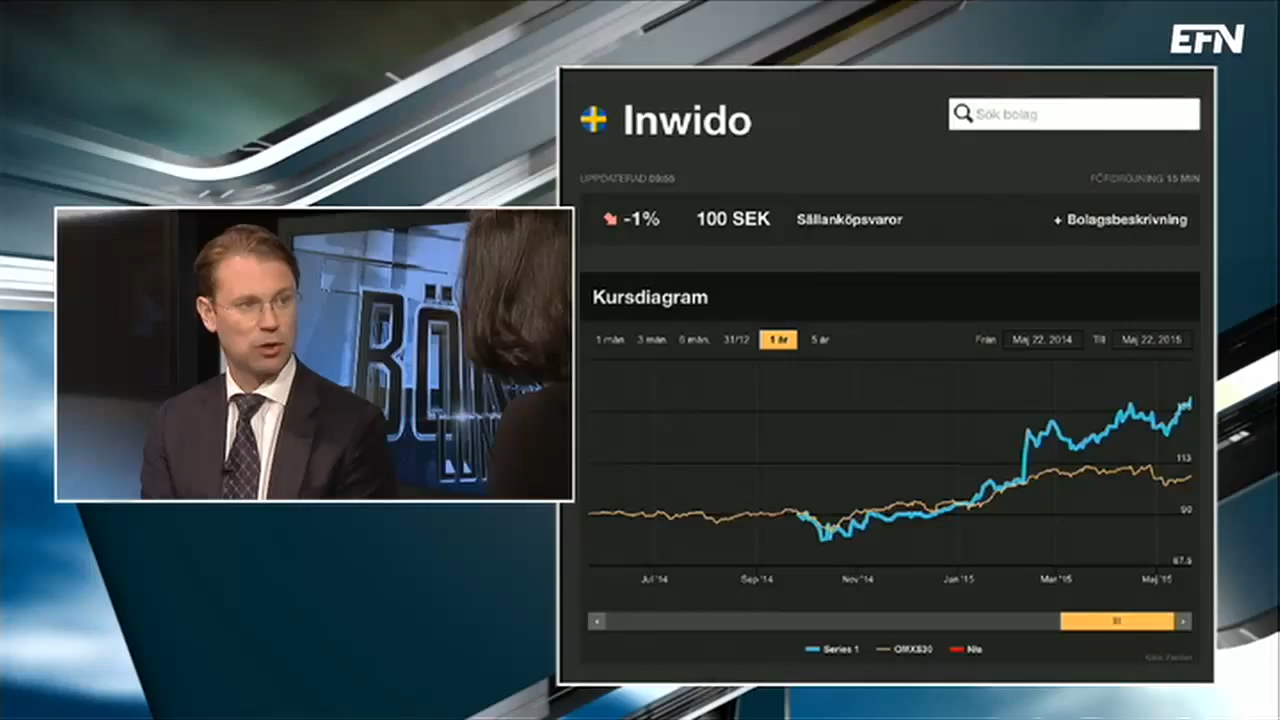 EFN
Inwido
Sök bolag
UPPDATERAD 09:55
FÖRDRÖJNING 15 MIN
-1% 100 SEK Sällanköpsvaror + Bolagsbeskrivning
Kursdiagram
1 mån. 3 mån. 6 mån. 31/12 1 år 5 år Från Maj 22, 2014 Till Maj 22, 2015
113
90
67.5
Jul '14 Sep '14 Nov '14 Jan '15 Mar '15 Maj '15
Series 1 OMXS30 N/a
BÖR